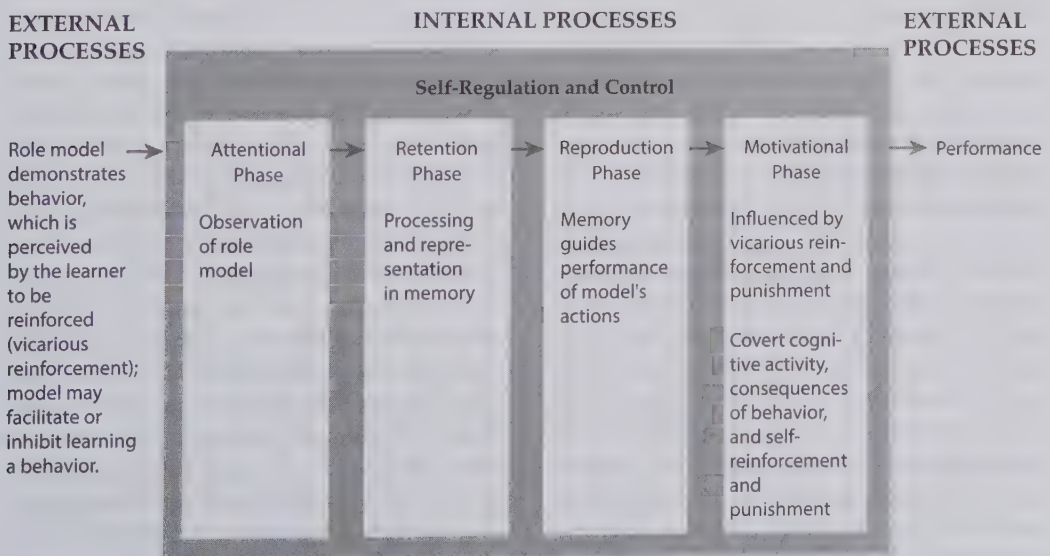 EXTERNAL
PROCESSES
INTERNAL PROCESSES
EXTERNAL
PROCESSES
Self-Regulation and Control
Role model
demonstrates
behavior,
which is
perceived
by the learner
to be
reinforced
(vicarious
reinforcement);
model may
facilitate or
inhibit learning
a behavior.
Attentional
Phase
Observation
of role
model
Retention
Phase
Processing
and repre-
sentation
in memory
Reproduction
Phase
Memory
guides
performance
of model's
actions
Motivational
Phase
Influenced by
vicarious rein-
forcement and
punishment
Covert cogni-
tive activity,
consequences
of behavior,
and self-
reinforcement
and
punishment
Performance